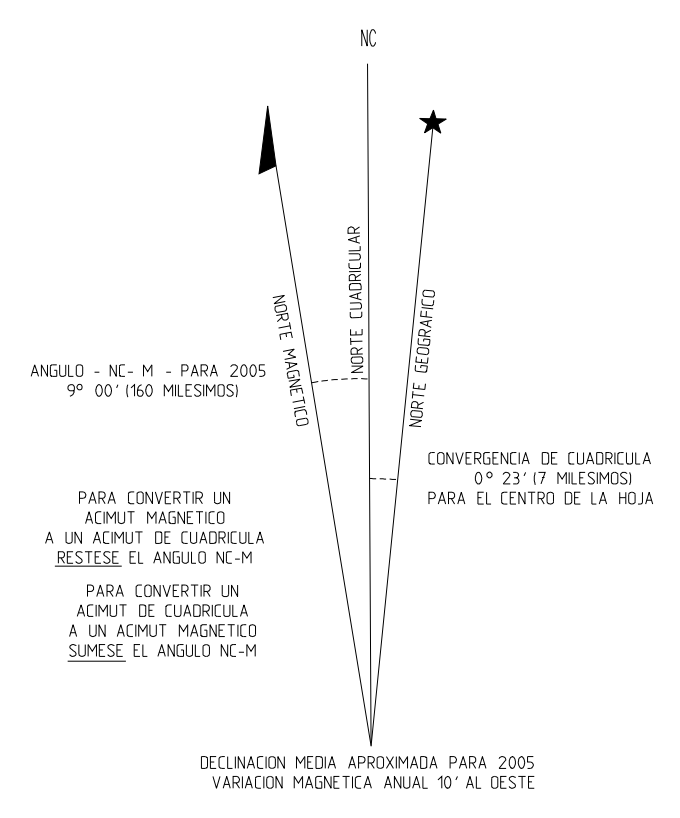 NC
NORTE MAGNETICO
NORTE CUADRICULAR
NORTE GEOGRAFICO
ANGULO - NC- M - PARA 2005
9° 00' (160 MILESIMOS)
CONVERGENCIA DE CUADRICULA
0° 23' (7 MILESIMOS)
PARA EL CENTRO DE LA HOJA
PARA CONVERTIR UN
ACIMUT MAGNETICO
A UN ACIMUT DE CUADRICULA
RESTESE EL ANGULO NC-M
PARA CONVERTIR UN
ACIMUT DE CUADRICULA
A UN ACIMUT MAGNETICO
SUMESE EL ANGULO NC-M
DECLINACION MEDIA APROXIMADA PARA 2005
VARIACION MAGNETICA ANUAL 10' AL OESTE